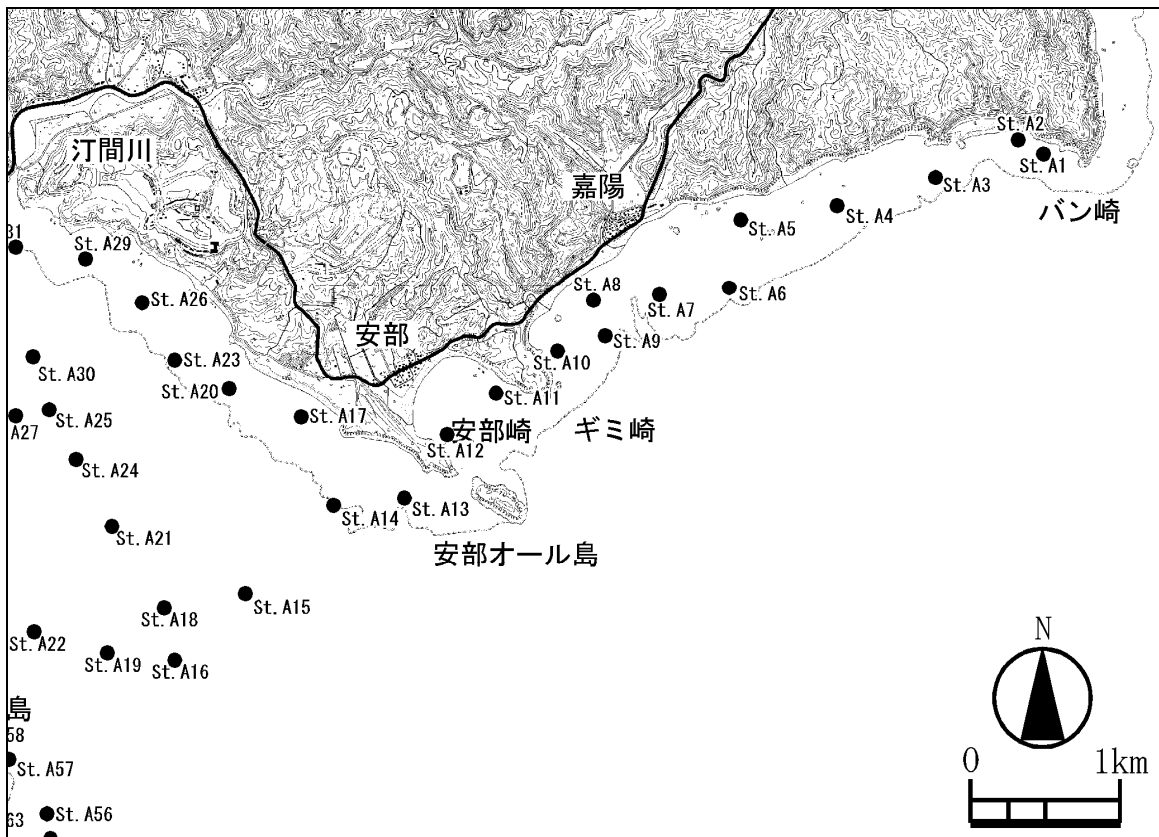 St. A2
St. A1
汀間川
嘉陽
St. A3
バン崎
St. A4
St. A5
31
St. A29
St. A8
St. A7
St. A6
St. A26
安部
St. A9
St. A10
St. A23
St. A30
St. A20
St. A11
St. A25
A27
St. A17
安部崎
ギミ崎
St. A12
St. A24
St. A14
St. A13
St. A21
安部オール島
St. A15
St. A18
St. A22
St. A19
St. A16
N
島
58
St. A57
0 1km
63
St. A56